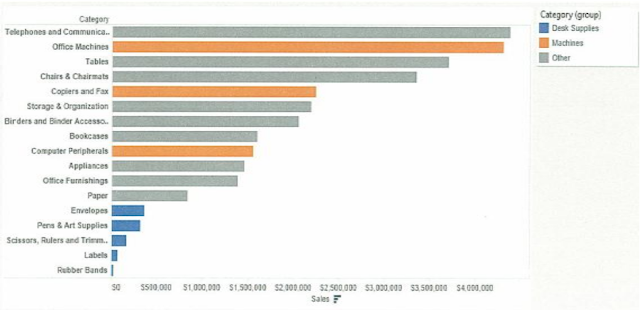 Category
Category (group)
Desk Supplies
Machines
Other
Telephones and Communica..
Office Machines
Tables
Chairs & Chairmats
Copiers and Fax
Storage & Organization
Binders and Binder Accesso..
Bookcases
Computer Peripherals
Appliances
Office Furnishings
Paper
Envelopes
Pens & Art Supplies
Scissors, Rulers and Trimm..
Labels
Rubber Bands
$0 $500,000 $1,000,000 $1,500,000 $2,000,000 $2,500,000 $3,000,000 $3,500,000 $4,000,000
Sales